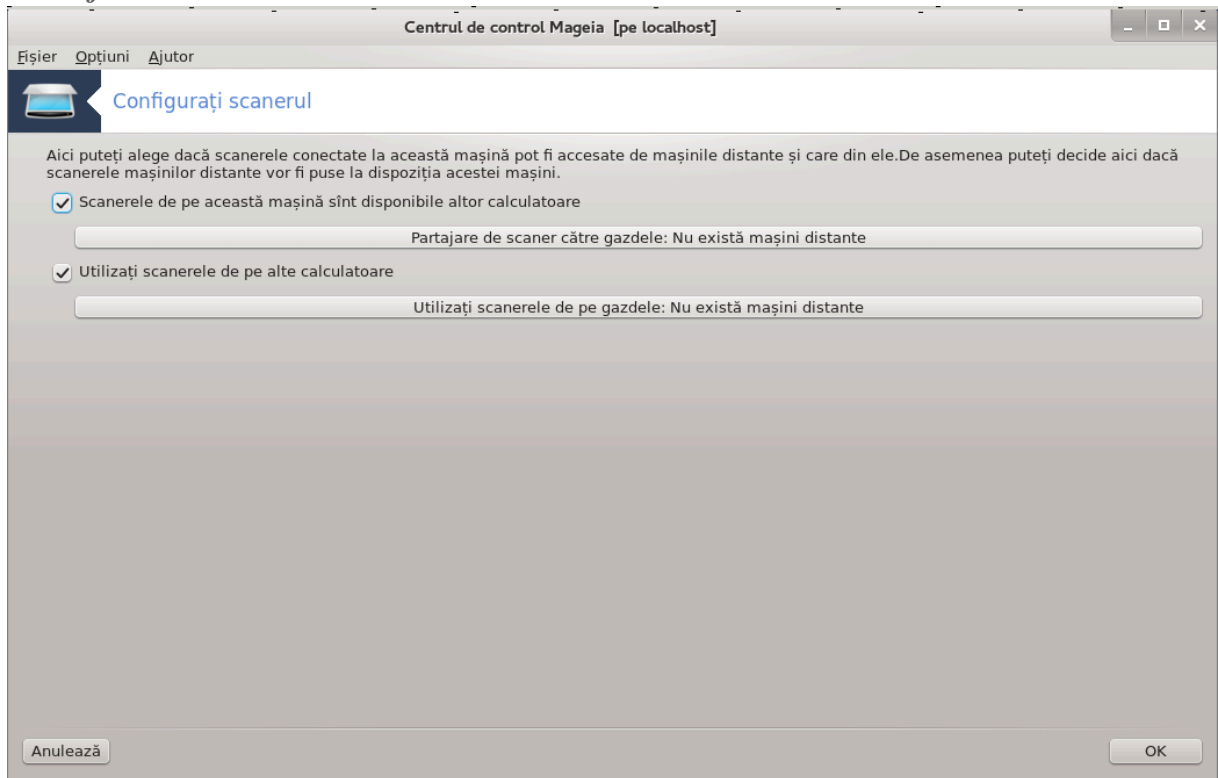 Centrul de control Mageia [pe localhost]
Fișier Opțiuni Ajutor
Configurați scanerul
Aici puteți alege dacă scanerele conectate la această mașină pot fi accesate de mașinile distante și care din ele.De asemenea puteți decide aici dacă
scanerele mașinilor distante vor fi puse la dispoziția acestei mașini.
Scanerele de pe această mașină sînt disponibile altor calculatoare
Partajare de scaner către gazdele: Nu există mașini distante
Utilizați scanerele de pe alte calculatoare
Utilizați scanerele de pe gazdele: Nu există mașini distante
Anulează
OK